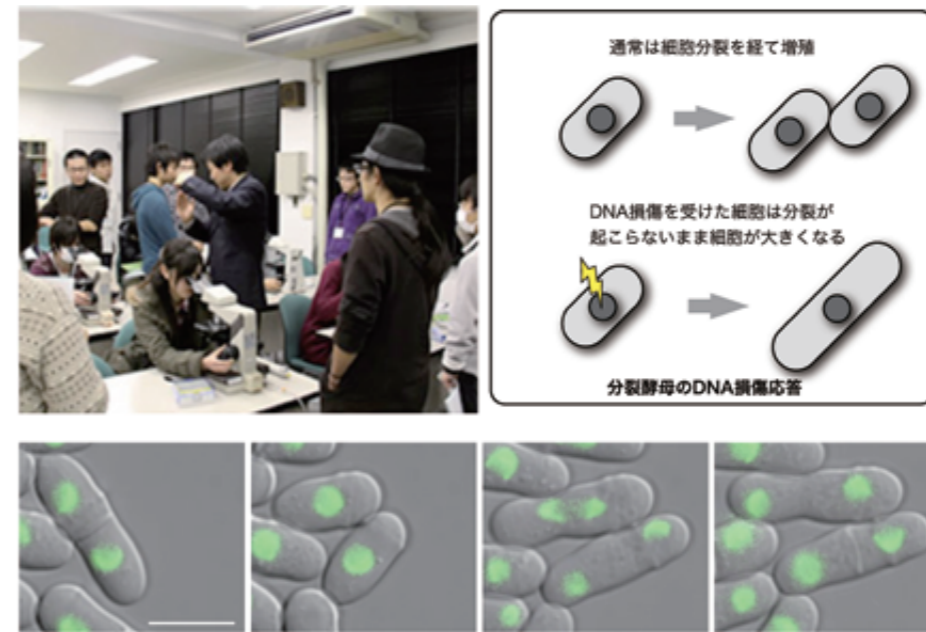 通常は細胞分裂を経て増殖
DNA損傷を受けた細胞は分裂が
起こらないまま細胞が大きくなる
分裂酵母のDNA損傷応答